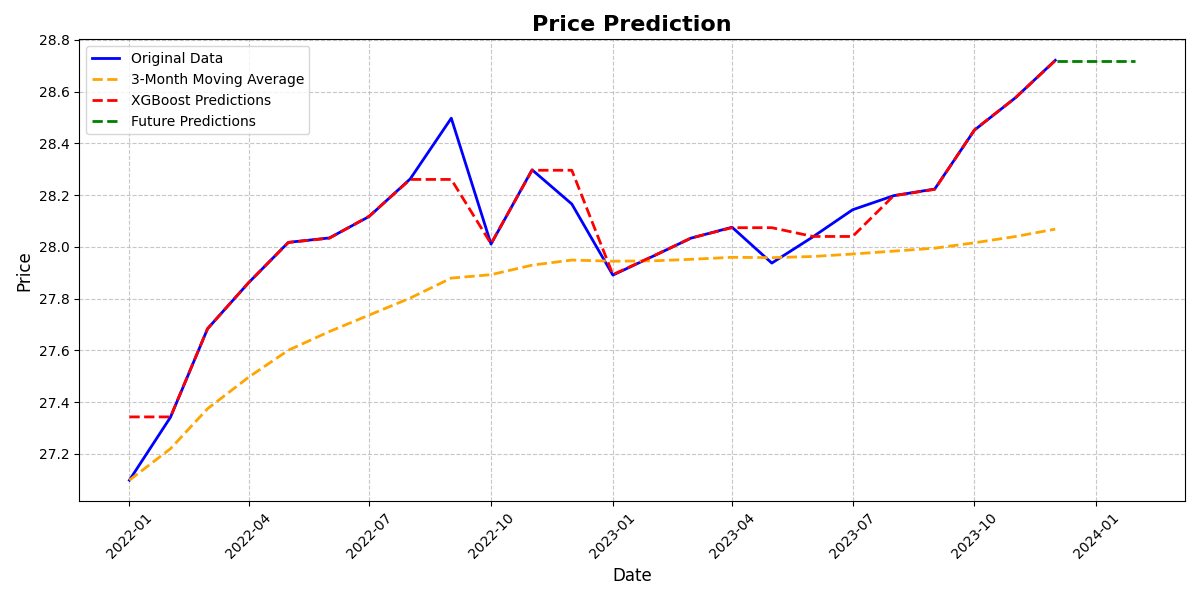 Price Prediction
Original Data
3-Month Moving Average
XGBoost Predictions
Future Predictions
Price
28.8
28.6
28.4
28.2
28.0
27.8
27.6
27.4
27.2
2022-01
2022-04
2022-07
2022-10
2023-01
2023-04
2023-07
2023-10
2024-01
Date